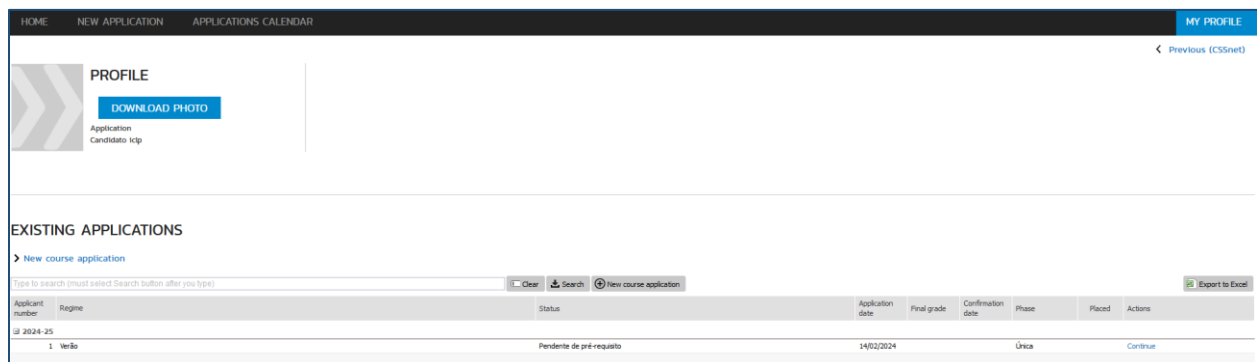 HOME NEW APPLICATION APPLICATIONS CALENDAR MY PROFILE
Previous (CSSnet)
PROFILE
DOWNLOAD PHOTO
Application
Candidato iclp
EXISTING APPLICATIONS
New course application
Type to search (must select Search button after you type) Clear Search New course application Export to Excel
Applicant number Regime Status Application date Final grade Confirmation date Phase Placed Actions
2024-25
1 Verão Pendente de pré-requisito 14/02/2024 Única Continue